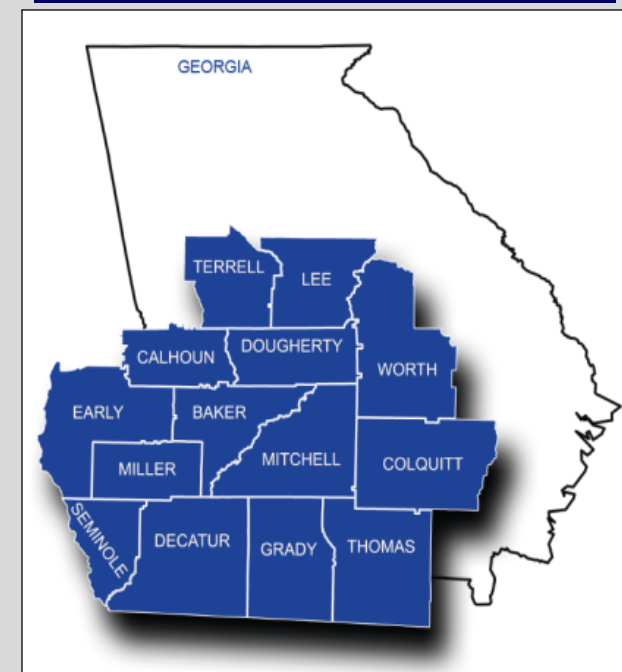 GEORGIA
TERRELL
LEE
CALHOUN
DOUGHERTY
WORTH
EARLY
BAKER
MILLER
MITCHELL
COLQUITT
SEMINOLE
DECATUR
GRADY
THOMAS